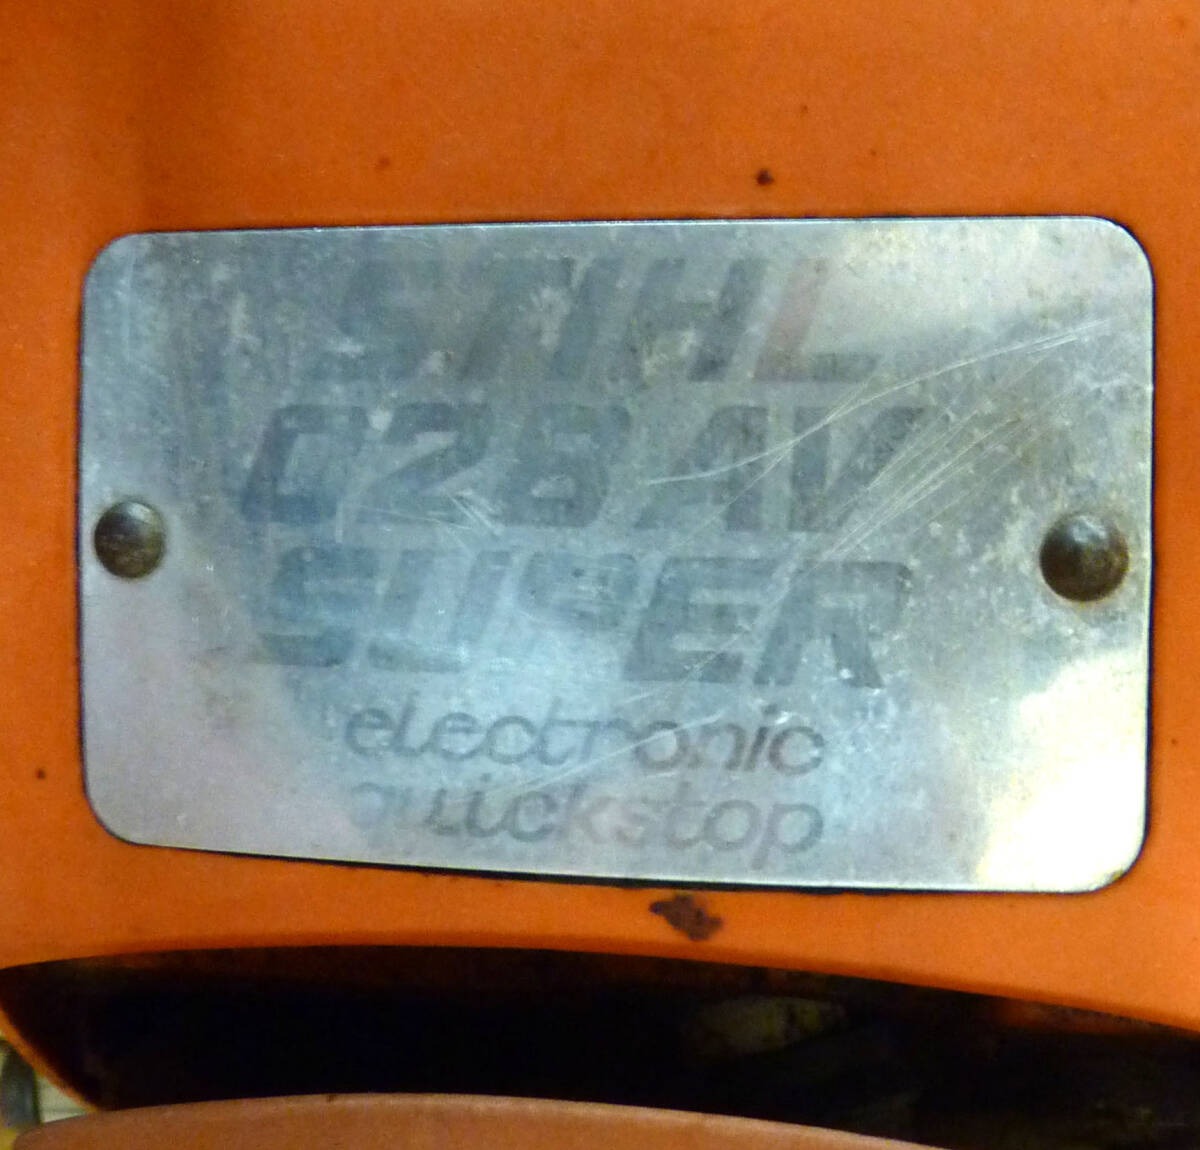 STIHL
028 AV
SUPER
electronic
quickstop